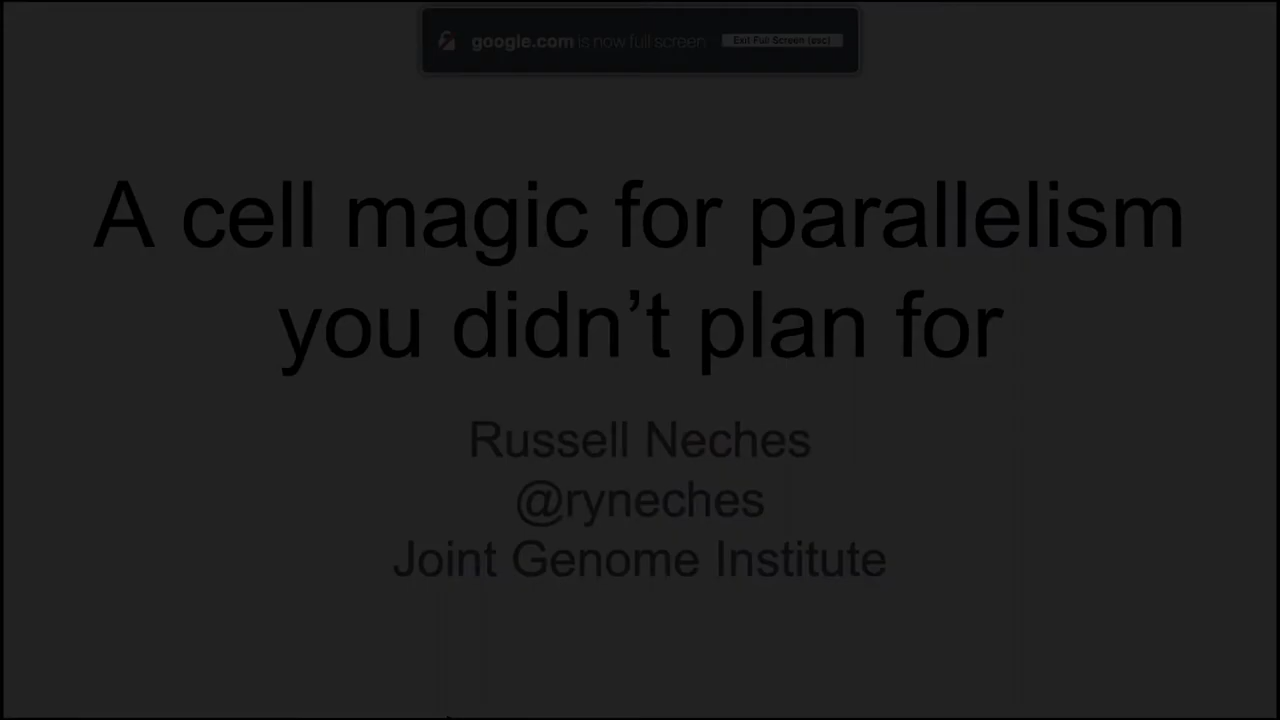 google.com is now full screen Exit Full Screen (esc)
A cell magic for parallelism
you didn’t plan for
Russell Neches
@ryneches
Joint Genome Institute